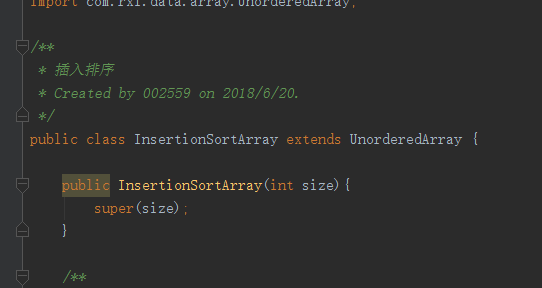 import com.rxl.data.array.UnorderedArray;
/**
 * 插入排序
 * Created by 002559 on 2018/6/20.
 */
public class InsertionSortArray extends UnorderedArray {
public InsertionSortArray(int size){
super(size);
}
/**